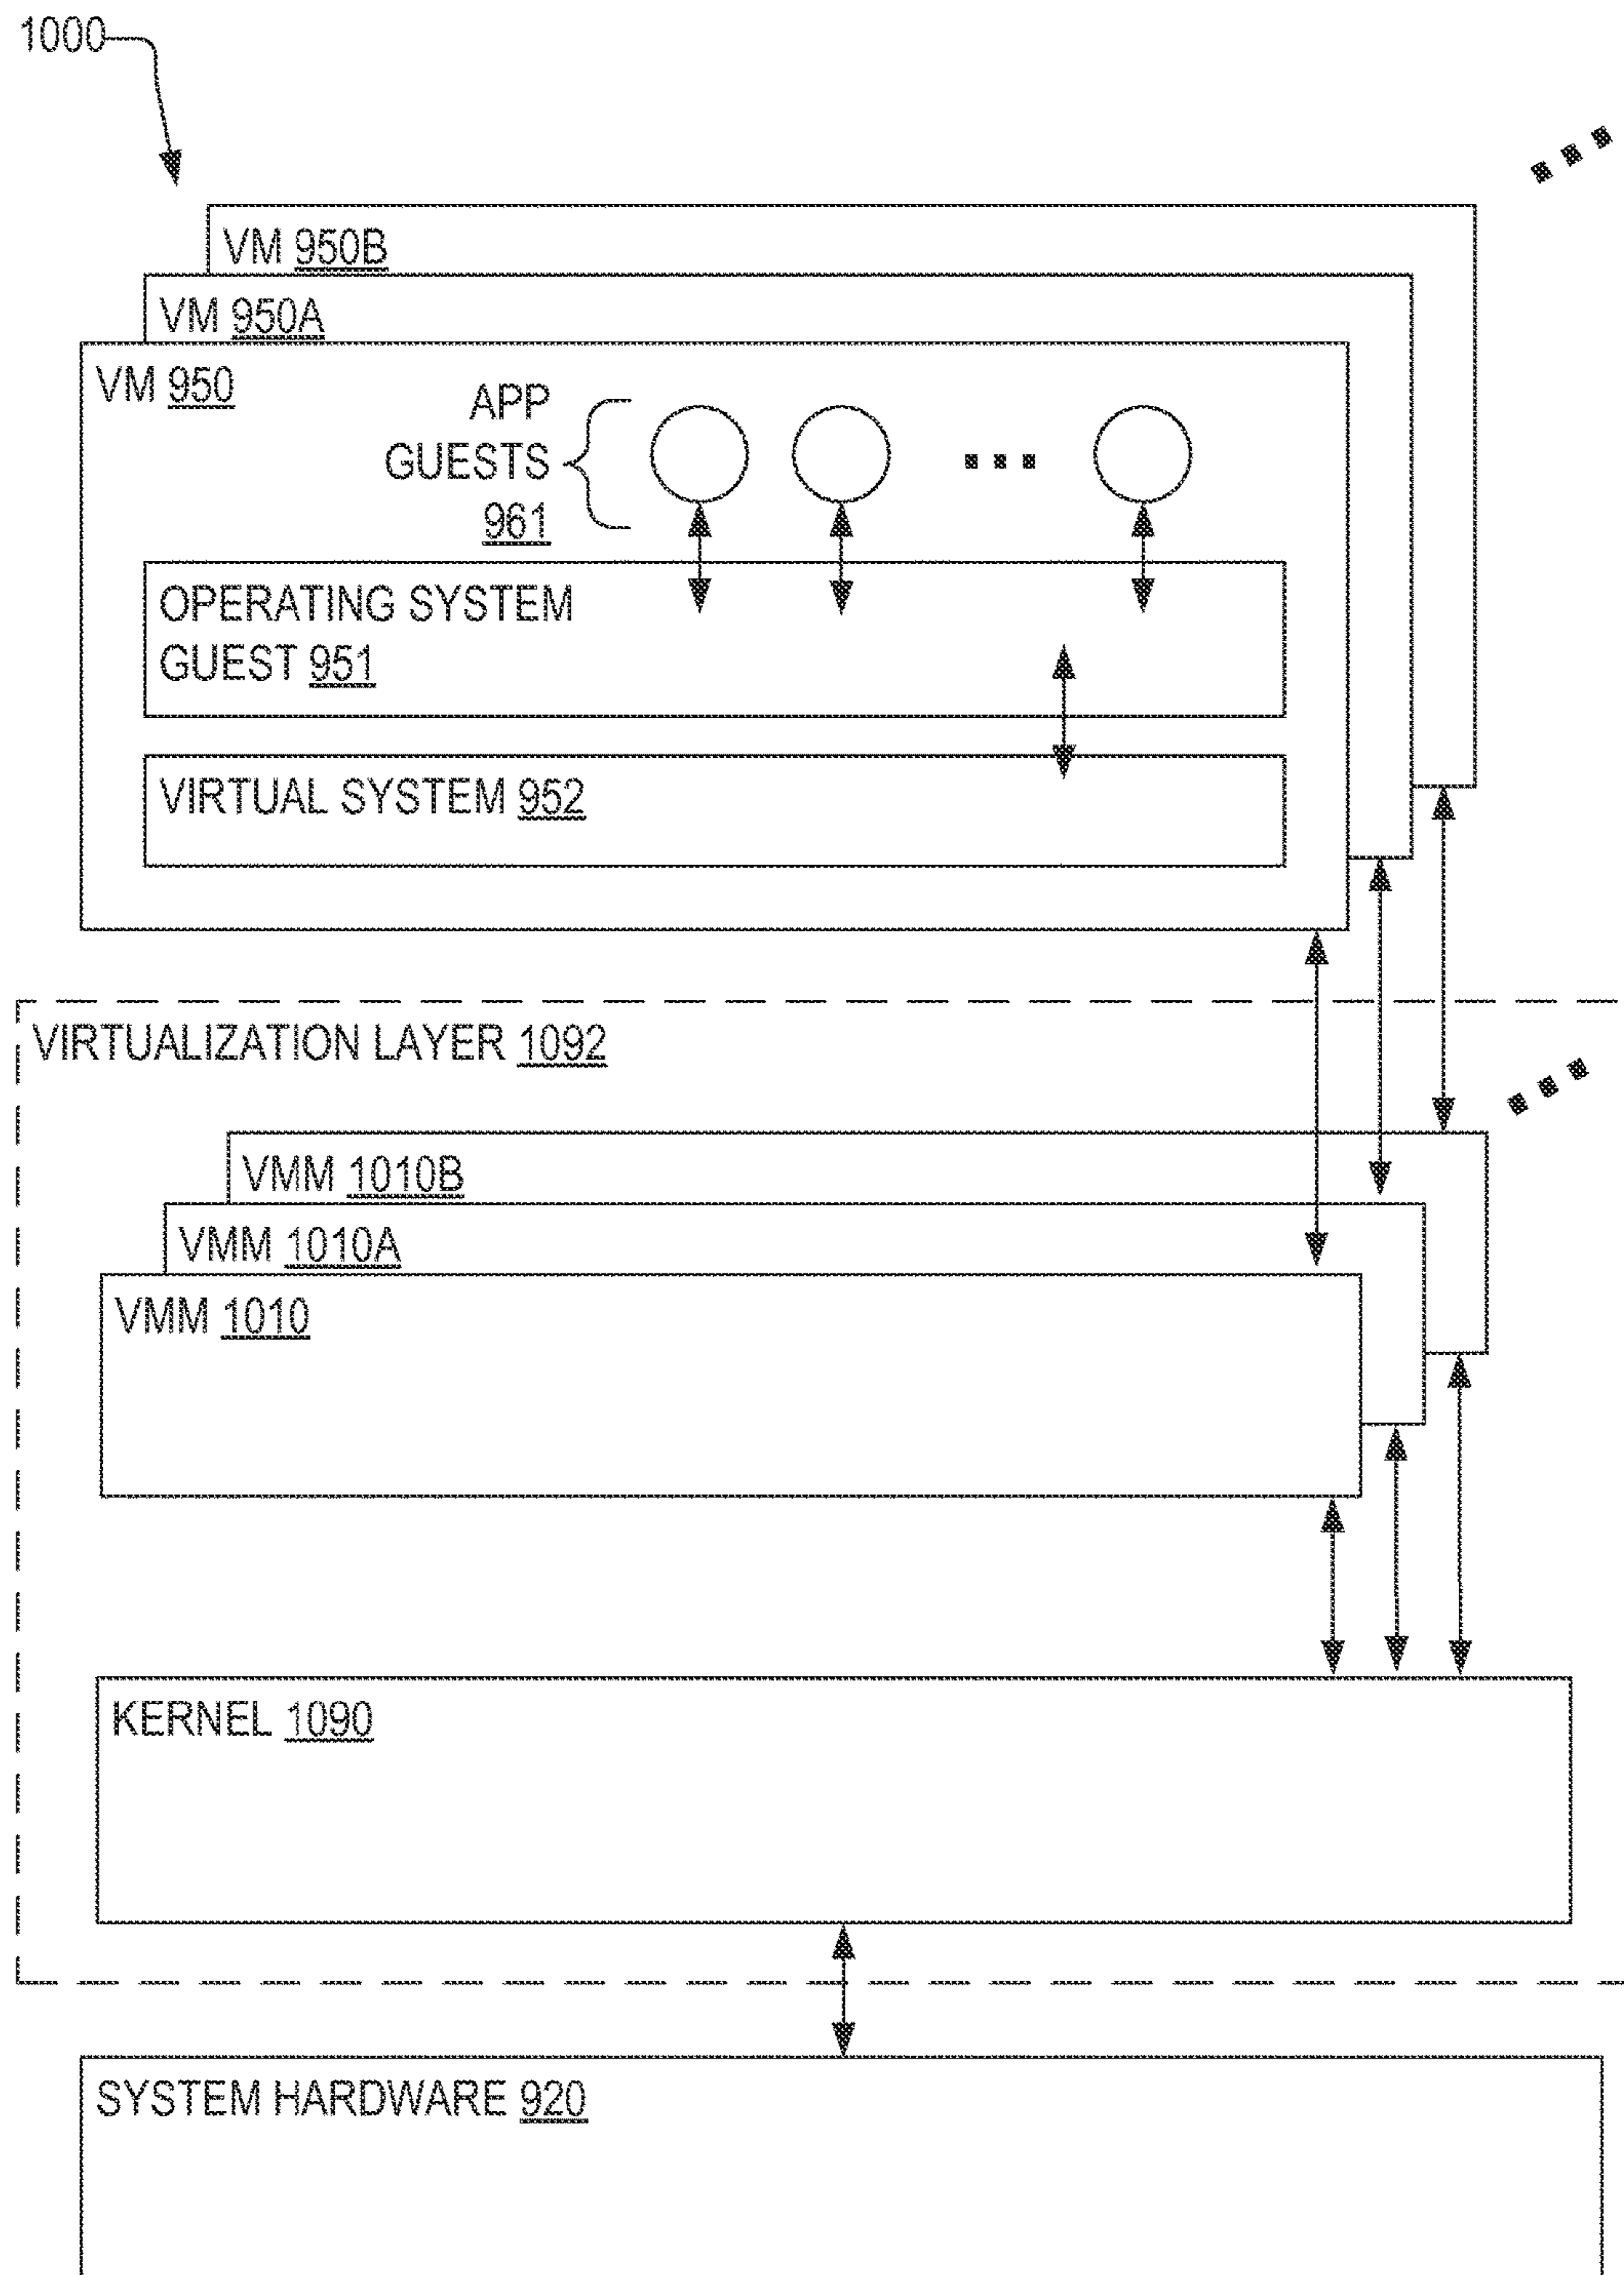 1000
VM 950B
VM 950A
VM 950
APP
GUESTS
961
OPERATING SYSTEM
GUEST 951
VIRTUAL SYSTEM 952
VIRTUALIZATION LAYER 1092
VMM 1010B
VMM 1010A
VMM 1010
KERNEL 1090
SYSTEM HARDWARE 920